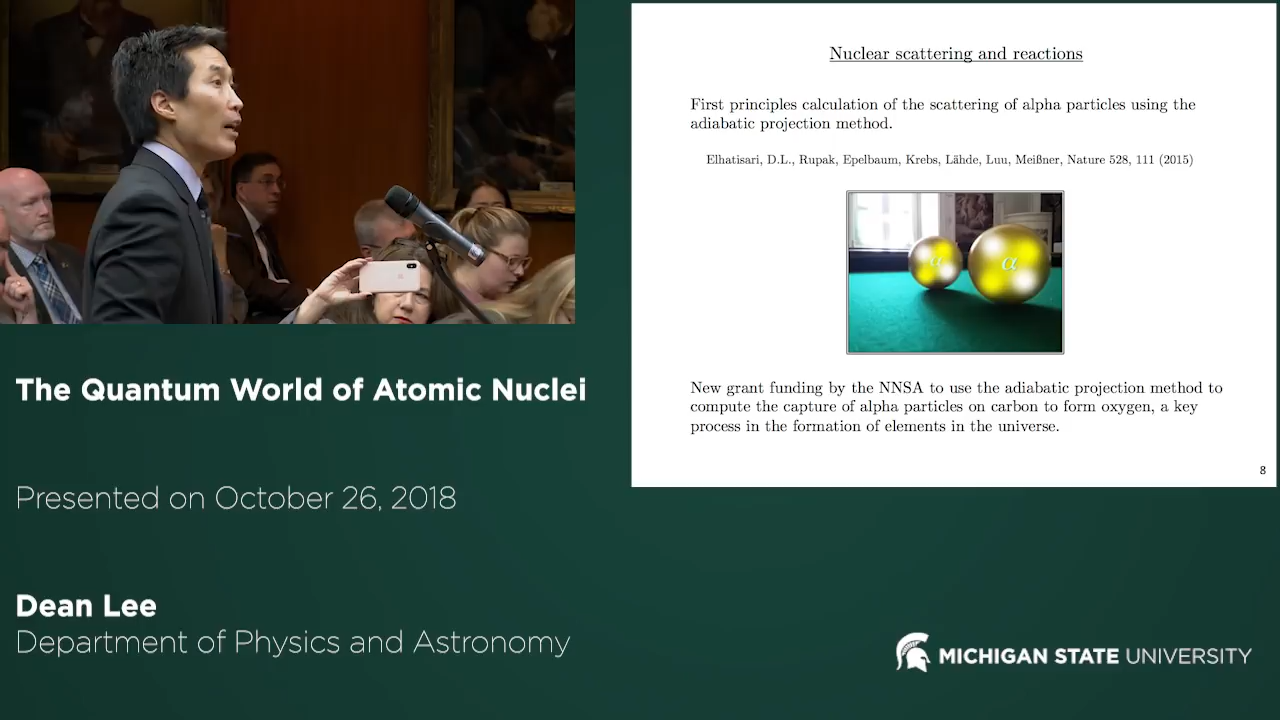 Nuclear scattering and reactions
First principles calculation of the scattering of alpha particles using the
adiabatic projection method.
Elhatisari, D.L., Rupak, Epelbaum, Krebs, Lähde, Luu, Meißner, Nature 528, 111 (2015)
α
α
New grant funding by the NNSA to use the adiabatic projection method to
compute the capture of alpha particles on carbon to form oxygen, a key
process in the formation of elements in the universe.
8
The Quantum World of Atomic Nuclei
Presented on October 26, 2018
Dean Lee
Department of Physics and Astronomy
MICHIGAN STATE UNIVERSITY